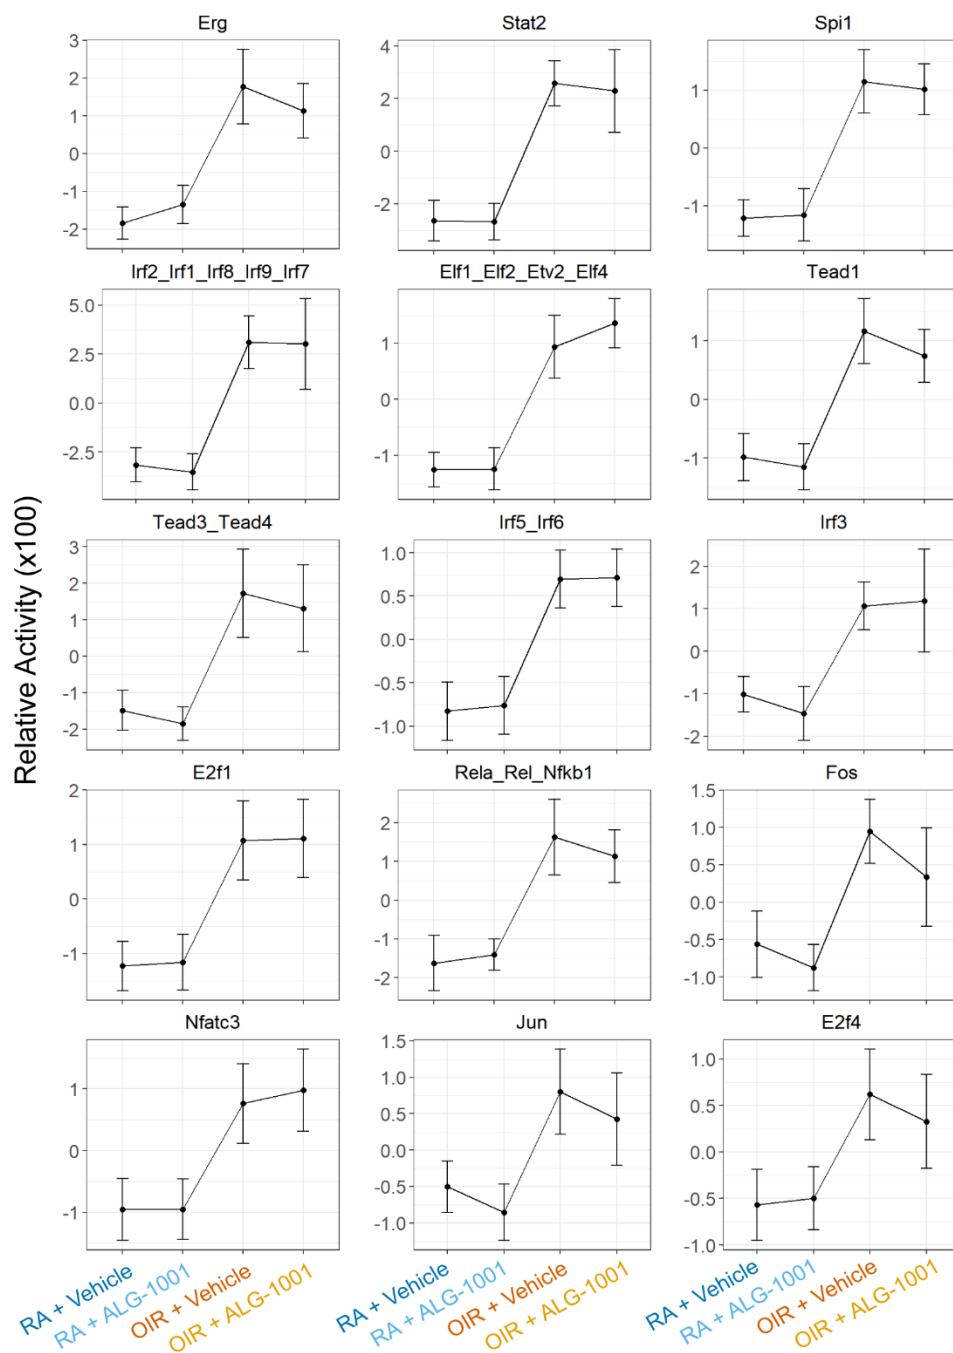 Relative Activity (x100)
Erg
3
2
1
0
-1
-2
Stat2
4
2
0
-2
Spi1
1
0
-1
Irf2_Irf1_Irf8_Irf9_Irf7
5.0
2.5
0.0
-2.5
Elf1_Elf2_Etv2_Elf4
1
0
-1
Tead1
1
0
-1
Tead3_Tead4
3
2
1
0
-1
-2
Irf5_Irf6
1.0
0.5
0.0
-0.5
-1.0
Irf3
2
1
0
-1
-2
E2f1
2
1
0
-1
Rela_Rel_Nfkb1
2
1
0
-1
-2
Fos
1.5
1.0
0.5
0.0
-0.5
-1.0
Nfatc3
1
0
-1
Jun
1.5
1.0
0.5
0.0
-0.5
-1.0
E2f4
1.0
0.5
0.0
-0.5
-1.0
RA + Vehicle
RA + ALG-1001
OIR + Vehicle
OIR + ALG-1001
RA + Vehicle
RA + ALG-1001
OIR + Vehicle
OIR + ALG-1001
RA + Vehicle
RA + ALG-1001
OIR + Vehicle
OIR + ALG-1001